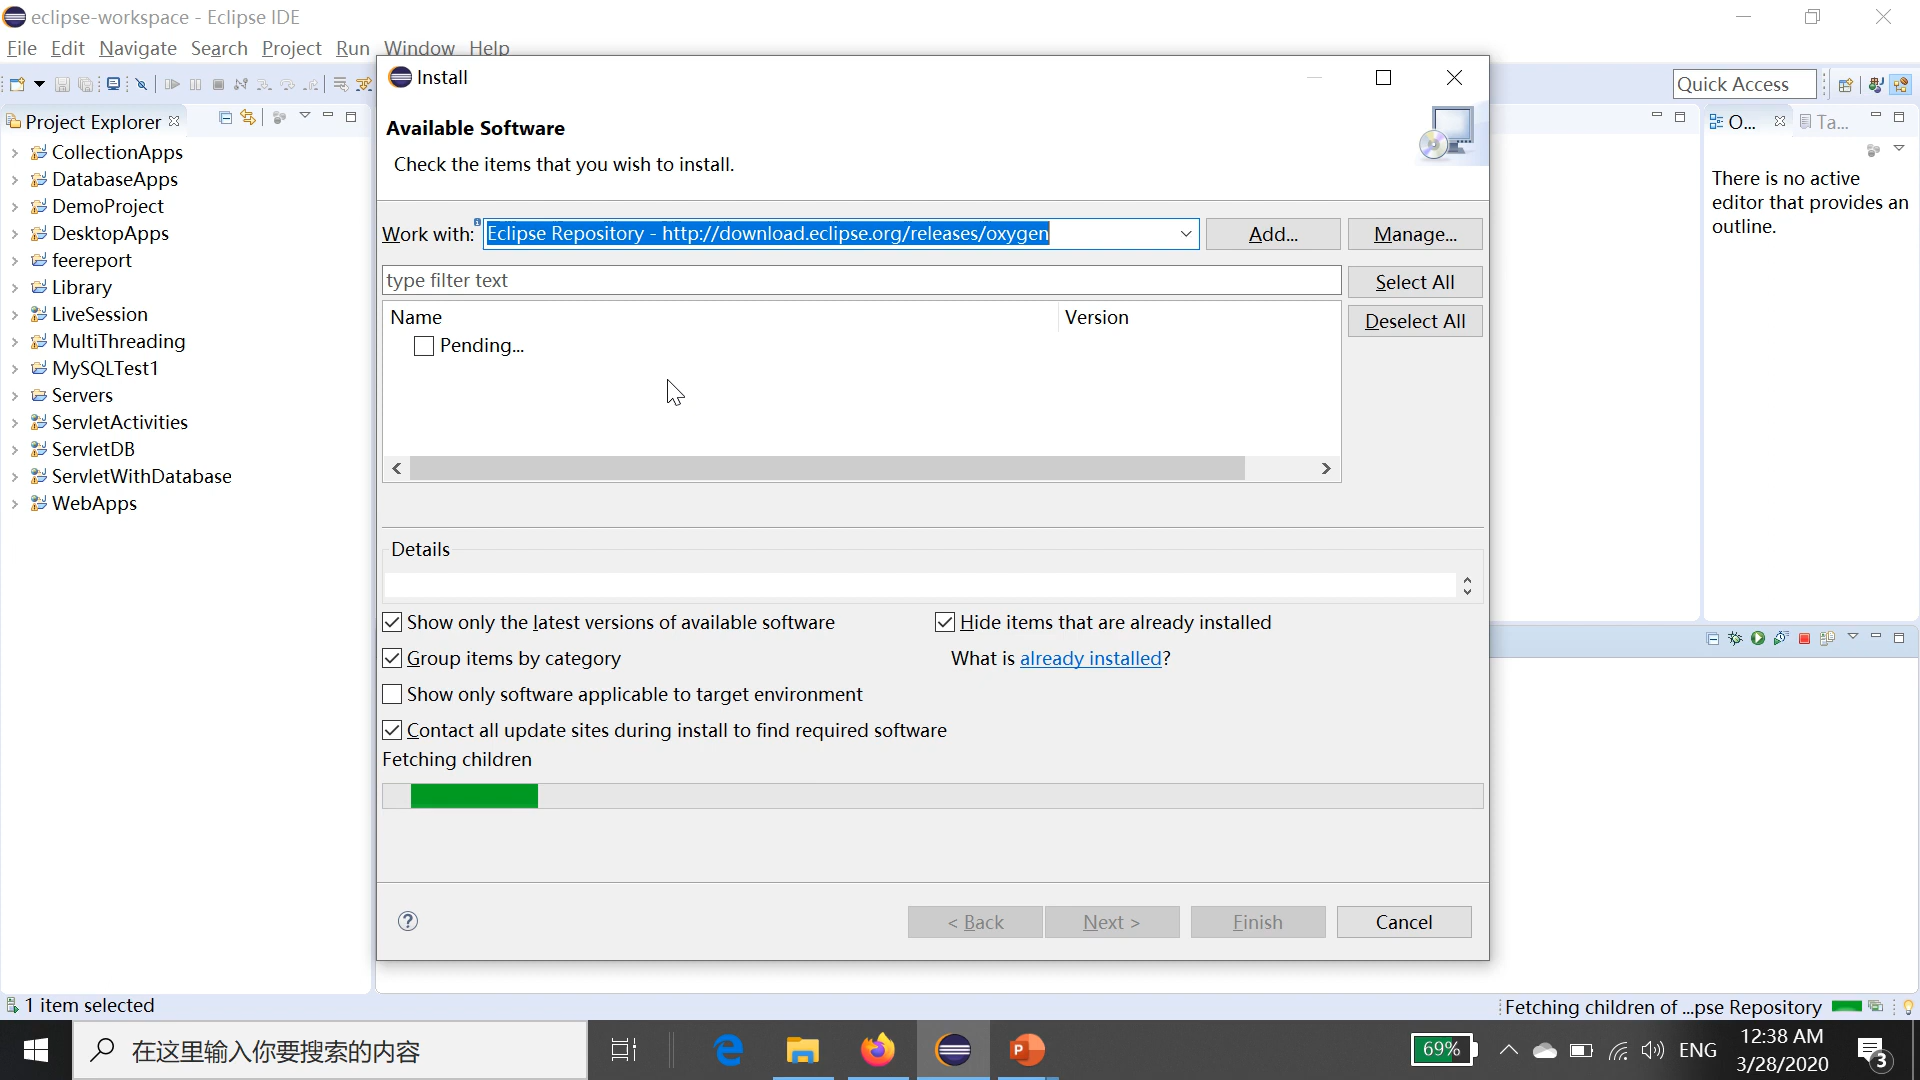 eclipse-workspace - Eclipse IDE
File Edit Navigate Search Project Run Window Help
Install
Quick Access
Project Explorer
O...
Ta...
Available Software
Check the items that you wish to install.
CollectionApps
DatabaseApps
DemoProject
DesktopApps
feereport
Library
LiveSession
MultiThreading
MySQLTest1
Servers
ServletActivities
ServletDB
ServletWithDatabase
WebApps
There is no active
editor that provides an
outline.
Work with: Eclipse Repository - http://download.eclipse.org/releases/oxygen
Add...
Manage...
type filter text
Select All
Deselect All
Name
Version
Pending...
Details
Show only the latest versions of available software
Hide items that are already installed
Group items by category
What is already installed?
Show only software applicable to target environment
Contact all update sites during install to find required software
Fetching children
< Back
Next >
Finish
Cancel
1 item selected
Fetching children of ...pse Repository
在这里输入你要搜索的内容
P
69%
ENG
12:38 AM
3/28/2020
3